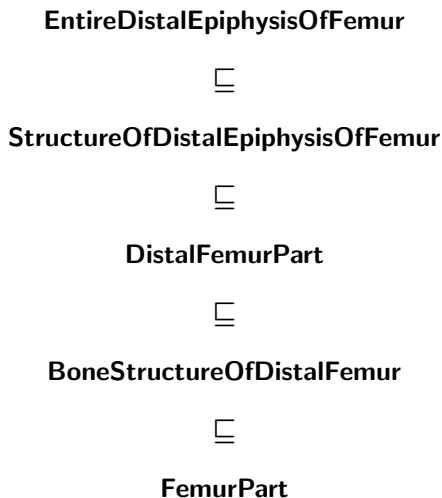 EntireDistalEpiphysisOfFemur
⊑
StructureOfDistalEpiphysisOfFemur
⊑
DistalFemurPart
⊑
BoneStructureOfDistalFemur
⊑
FemurPart